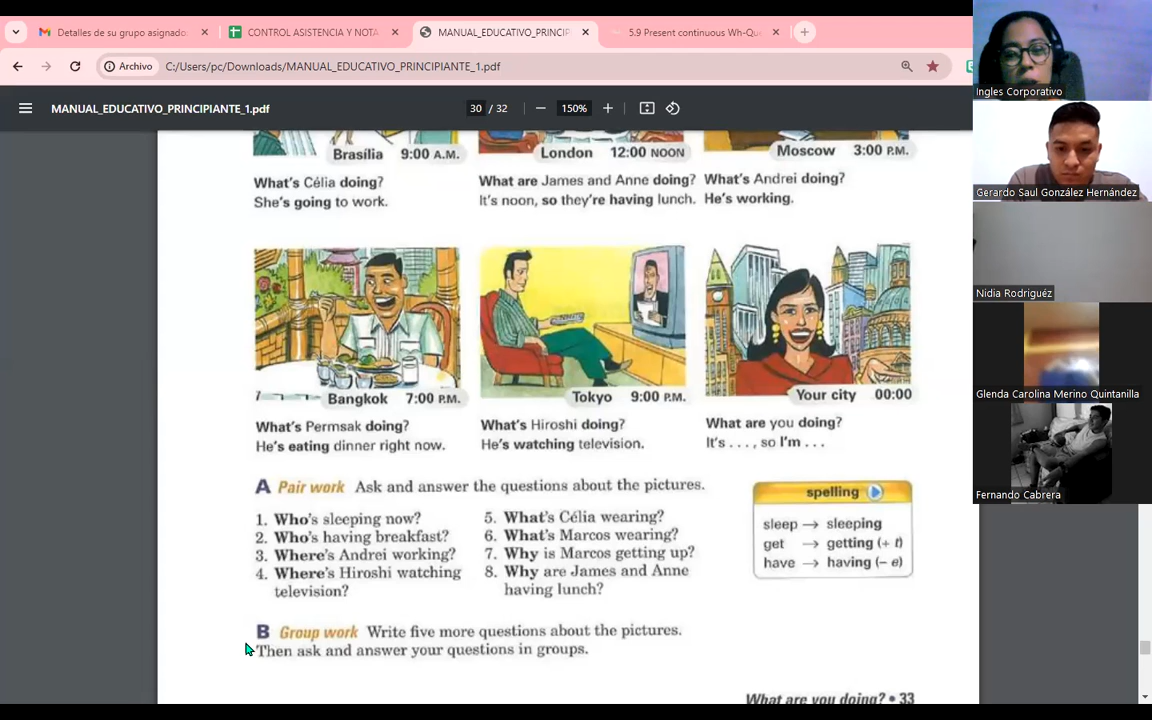 Detalles de su grupo asignado
CONTROL ASISTENCIA Y NOTA
MANUAL_EDUCATIVO_PRINCIP
5.9 Present continuous Wh-Que
Archivo
C:/Users/pc/Downloads/MANUAL_EDUCATIVO_PRINCIPIANTE_1.pdf
MANUAL_EDUCATIVO_PRINCIPIANTE_1.pdf
30 / 32
150%
Ingles Corporativo
Gerardo Saul González Hernández
Nidia Rodriguéz
Glenda Carolina Merino Quintanilla
Fernando Cabrera
Brasília 9:00 A.M.
London 12:00 NOON
Moscow 3:00 P.M.
What's Célia doing?
She's going to work.
What are James and Anne doing?
It's noon, so they're having lunch.
What's Andrei doing?
He's working.
Bangkok 7:00 P.M.
Tokyo 9:00 P.M.
Your city 00:00
What's Permsak doing?
He's eating dinner right now.
What's Hiroshi doing?
He's watching television.
What are you doing?
It's . . . , so I'm . . .
A Pair work Ask and answer the questions about the pictures.
1. Who's sleeping now?
2. Who's having breakfast?
3. Where's Andrei working?
4. Where's Hiroshi watching
television?
5. What's Célia wearing?
6. What's Marcos wearing?
7. Why is Marcos getting up?
8. Why are James and Anne
having lunch?
spelling
sleep → sleeping
get → getting (+ t)
have → having (– e)
B Group work Write five more questions about the pictures.
Then ask and answer your questions in groups.
What are you doing? • 33